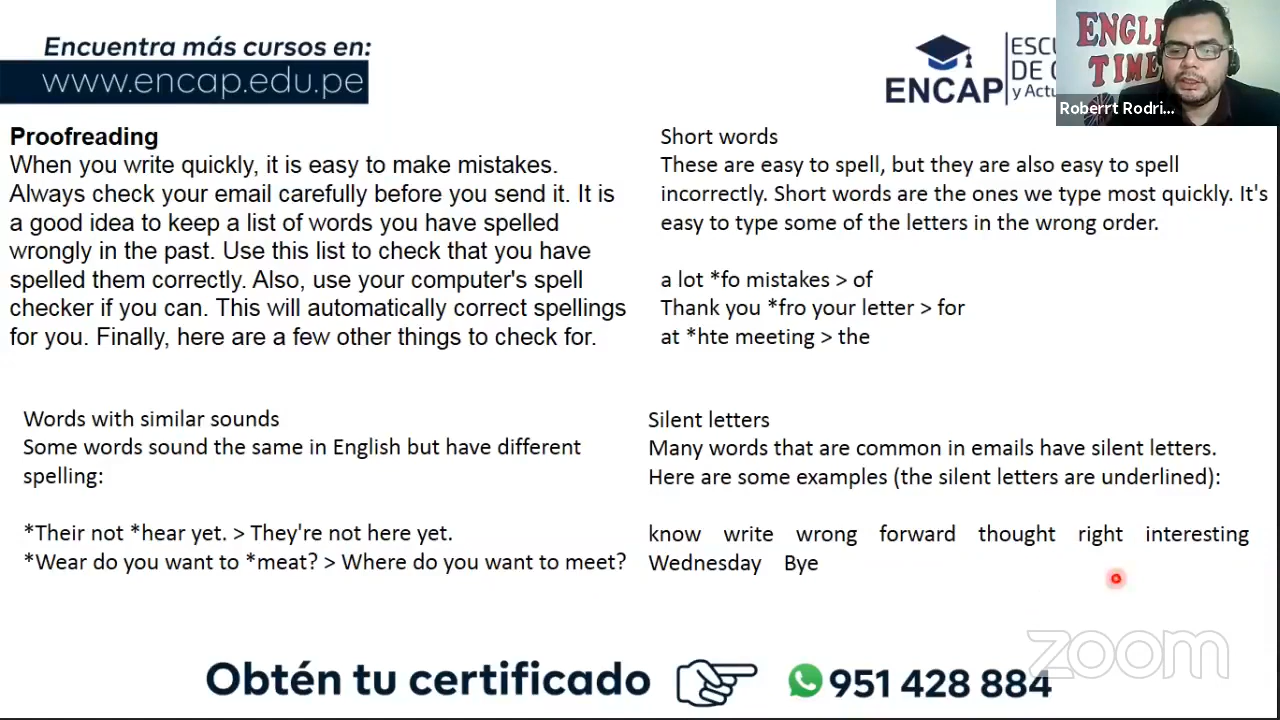 Encuentra más cursos en:
www.encap.edu.pe
ENCAP
DE
y Actu
ENGL
TIME
Roberrt Rodri...
Proofreading
When you write quickly, it is easy to make mistakes.
Always check your email carefully before you send it. It is
a good idea to keep a list of words you have spelled
wrongly in the past. Use this list to check that you have
spelled them correctly. Also, use your computer's spell
checker if you can. This will automatically correct spellings
for you. Finally, here are a few other things to check for.
Short words
These are easy to spell, but they are also easy to spell
incorrectly. Short words are the ones we type most quickly. It's
easy to type some of the letters in the wrong order.
a lot *fo mistakes > of
Thank you *fro your letter > for
at *hte meeting > the
Words with similar sounds
Some words sound the same in English but have different
spelling:
*Their not *hear yet. > They're not here yet.
*Wear do you want to *meat? > Where do you want to meet?
Silent letters
Many words that are common in emails have silent letters.
Here are some examples (the silent letters are underlined):
know write wrong forward thought right interesting
Wednesday Bye
zoom
Obtén tu certificado
951 428 884